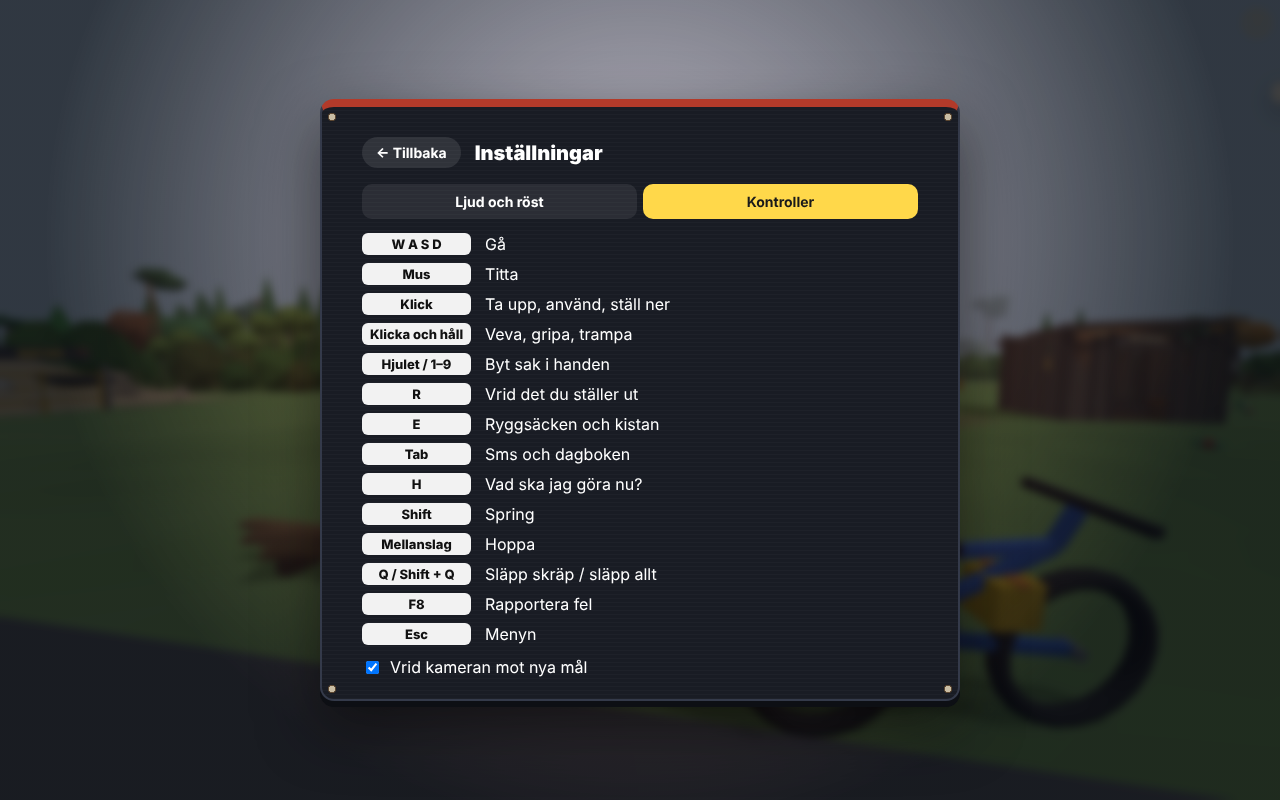 ← Tillbaka Inställningar
Ljud och röst Kontroller
W A S D Gå
Mus Titta
Klick Ta upp, använd, ställ ner
Klicka och håll Veva, gripa, trampa
Hjulet / 1–9 Byt sak i handen
R Vrid det du ställer ut
E Ryggsäcken och kistan
Tab Sms och dagboken
H Vad ska jag göra nu?
Shift Spring
Mellanslag Hoppa
Q / Shift + Q Släpp skräp / släpp allt
F8 Rapportera fel
Esc Menyn
Vrid kameran mot nya mål